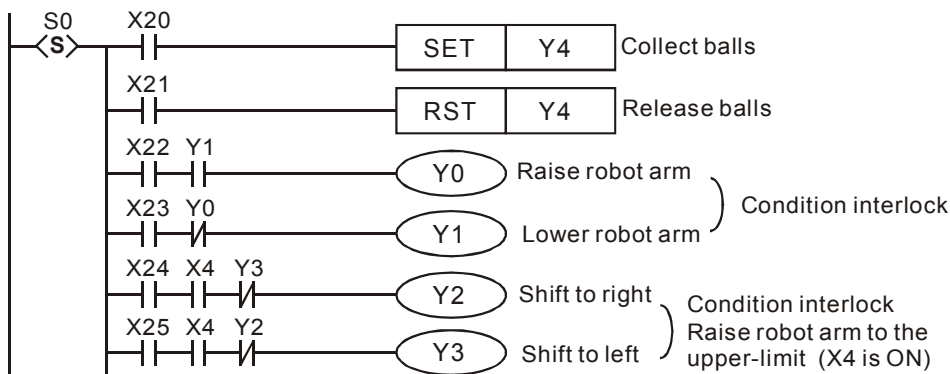 S0
S
X20
SET Y4 Collect balls
X21
RST Y4 Release balls
X22 Y1
Y0 Raise robot arm
Condition interlock
X23 Y0
Y1 Lower robot arm
X24 X4 Y3
Y2 Shift to right
Condition interlock
Raise robot arm to the
upper-limit (X4 is ON)
X25 X4 Y2
Y3 Shift to left